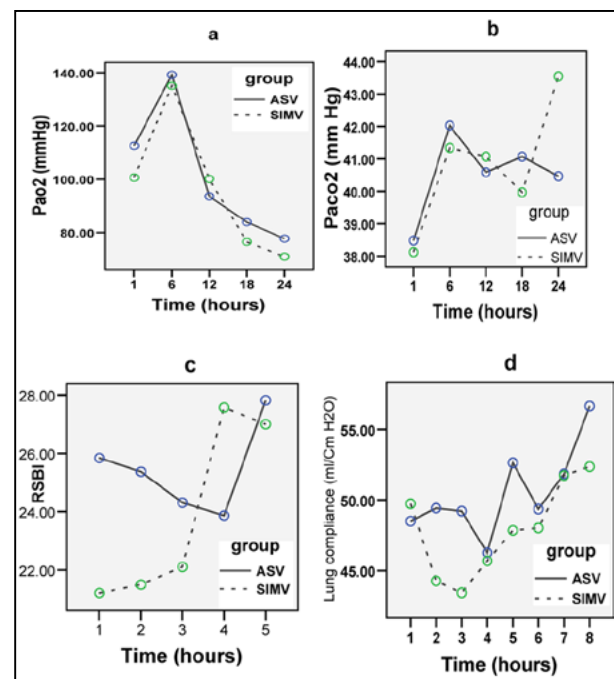 a
140.00
120.00
100.00
80.00
Pao2 (mmHg)
group
ASV
SIMV
1 6 12 18 24
Time (hours)
b
44.00
43.00
42.00
41.00
40.00
39.00
38.00
Paco2 (mm Hg)
group
ASV
SIMV
1 6 12 18 24
Time (hours)
c
28.00
26.00
24.00
22.00
RSBI
group
ASV
SIMV
1 2 3 4 5
Time (hours)
d
55.00
50.00
45.00
Lung compliance (ml/Cm H2O)
group
ASV
SIMV
1 2 3 4 5 6 7 8
Time (hours)